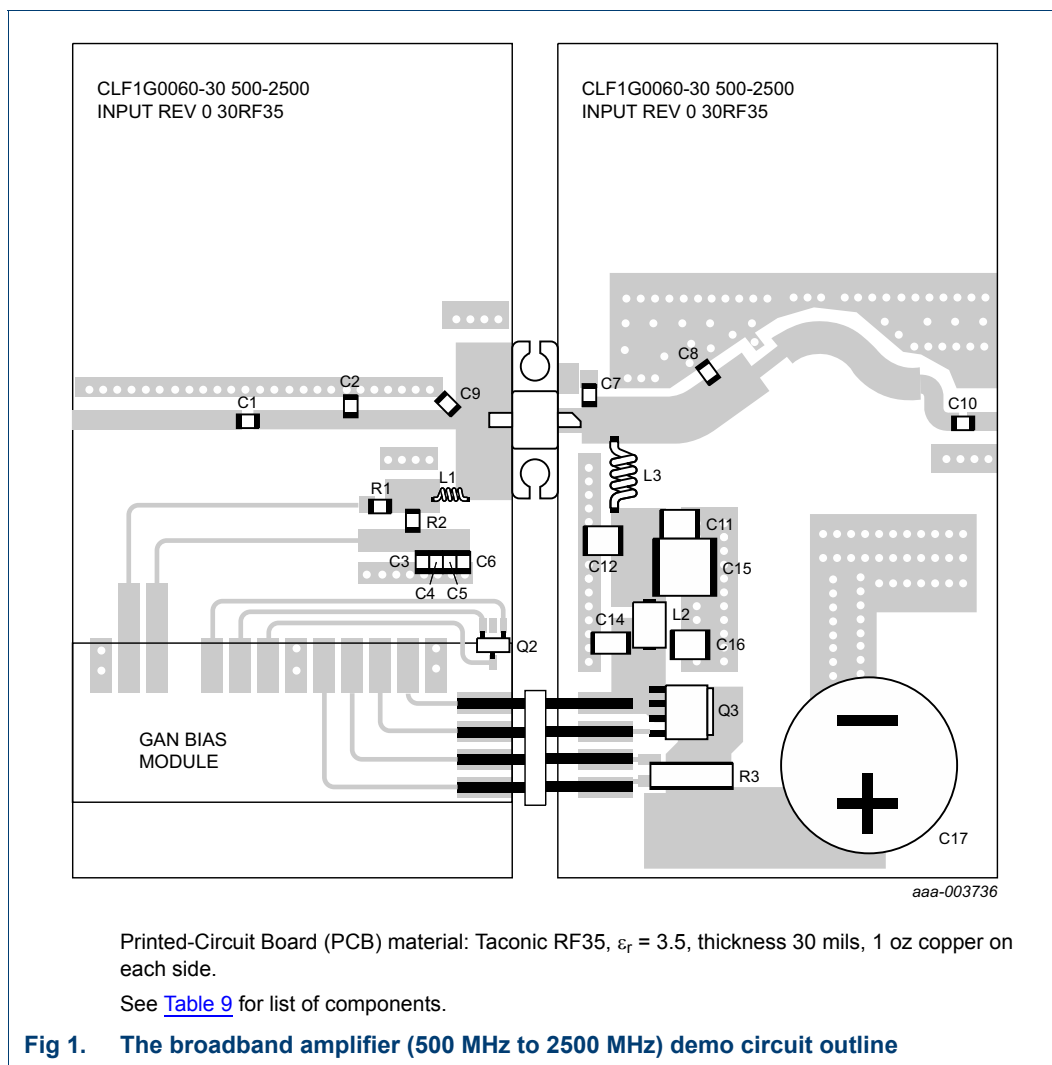 CLF1G0060-30 500-2500
INPUT REV 0 30RF35
CLF1G0060-30 500-2500
INPUT REV 0 30RF35
C8
C2
C9
C7
C1
C10
L1
L3
R1
R2
C11
C3
C6
C12
C15
C4
C5
C14
L2
Q2
C16
Q3
GAN BIAS
MODULE
R3
C17
aaa-003736
Printed-Circuit Board (PCB) material: Taconic RF35, εr = 3.5, thickness 30 mils, 1 oz copper on
each side.
See Table 9 for list of components.
Fig 1. The broadband amplifier (500 MHz to 2500 MHz) demo circuit outline